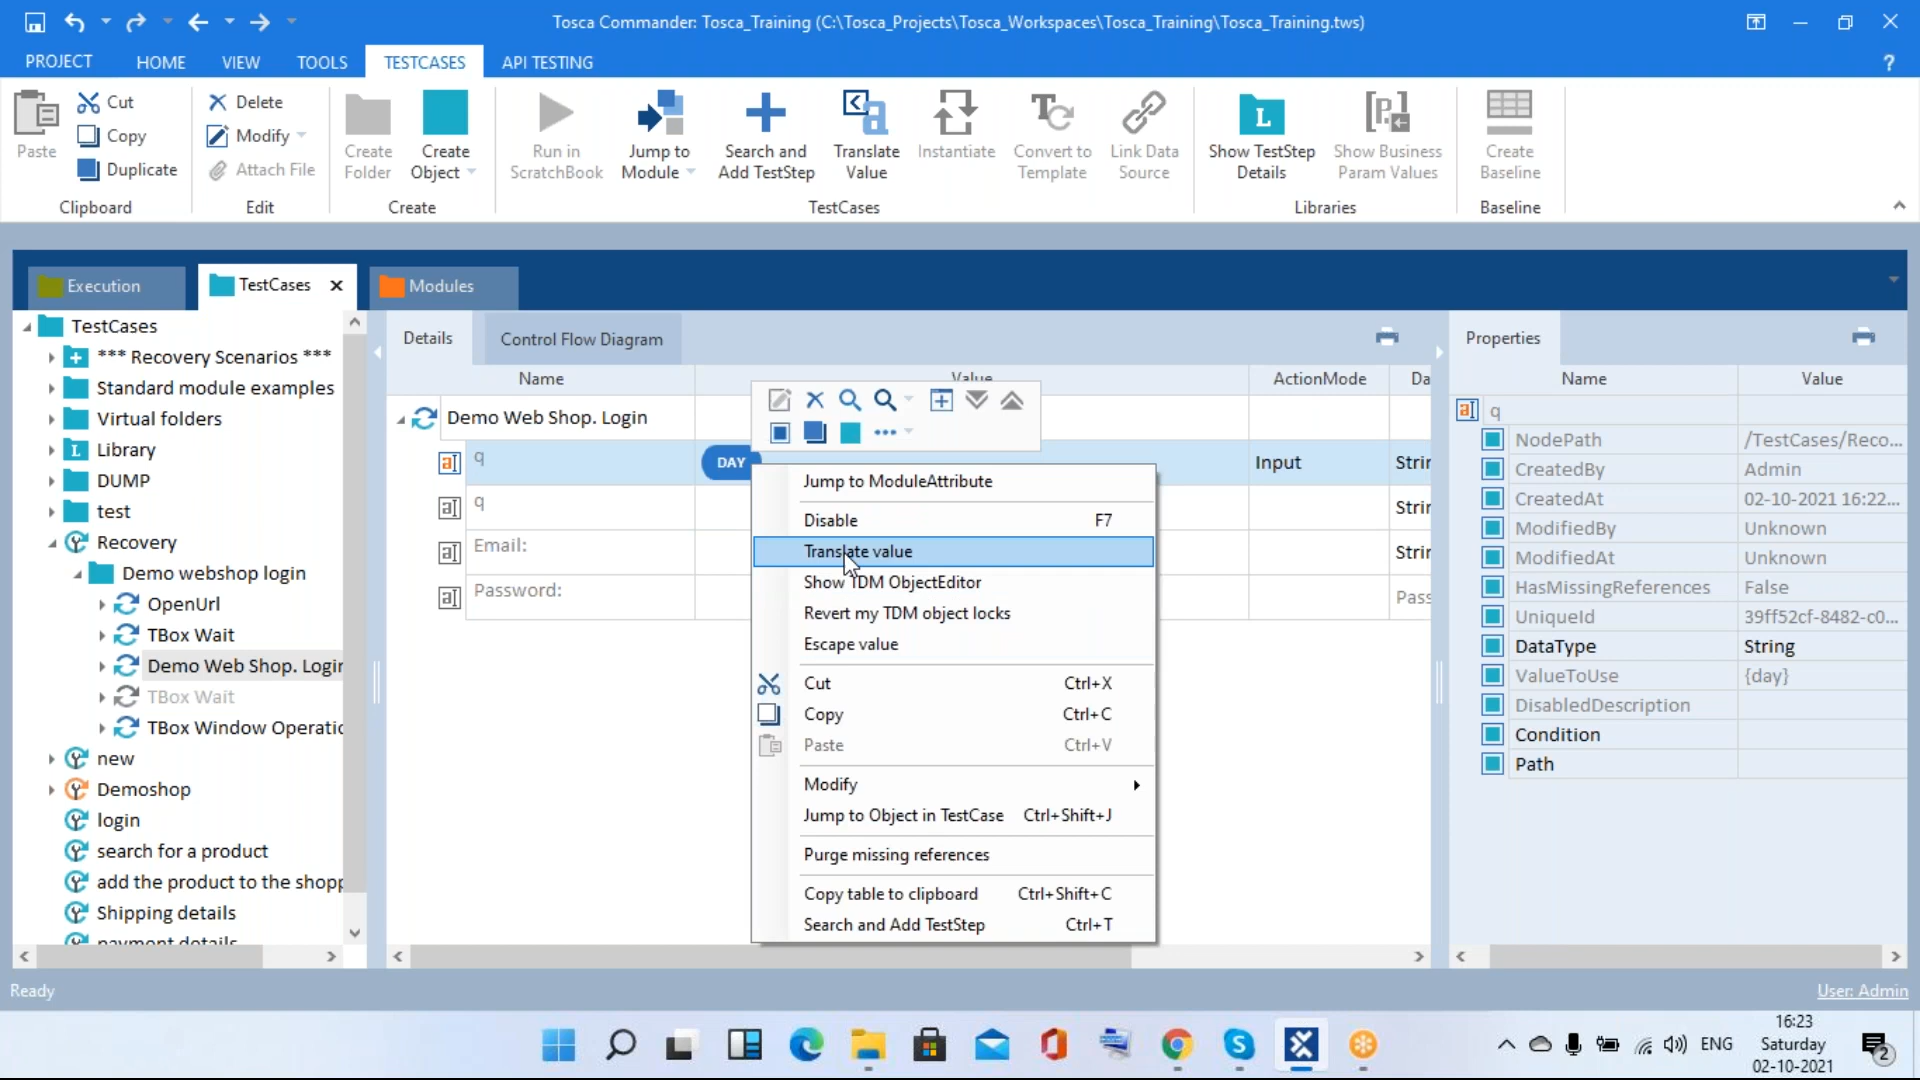 Tosca Commander: Tosca_Training (C:\Tosca_Projects\Tosca_Workspaces\Tosca_Training\Tosca_Training.tws)
PROJECT HOME VIEW TOOLS TESTCASES API TESTING ?
Paste
Cut
Copy
Duplicate
Clipboard
Delete
Modify
Attach File
Edit
Create Folder
Create Object
Create
Run in ScratchBook
Jump to Module
Search and Add TestStep
Translate Value
Instantiate
Convert to Template
Link Data Source
TestCases
Show TestStep Details
Show Business Param Values
Libraries
Create Baseline
Baseline
Execution TestCases Modules
TestCases
*** Recovery Scenarios ***
Standard module examples
Virtual folders
Library
DUMP
test
Recovery
Demo webshop login
OpenUrl
TBox Wait
Demo Web Shop. Login
TBox Wait
TBox Window Operatio
new
Demoshop
login
search for a product
add the product to the shopp
Shipping details
payment details
Details Control Flow Diagram
Name Value ActionMode Da
Demo Web Shop. Login
q DAY Input Strin
q Strin
Email: Strin
Password: Pass
Jump to ModuleAttribute
Disable F7
Translate value
Show TDM ObjectEditor
Revert my TDM object locks
Escape value
Cut Ctrl+X
Copy Ctrl+C
Paste Ctrl+V
Modify
Jump to Object in TestCase Ctrl+Shift+J
Purge missing references
Copy table to clipboard Ctrl+Shift+C
Search and Add TestStep Ctrl+T
Properties
Name Value
q
NodePath /TestCases/Reco...
CreatedBy Admin
CreatedAt 02-10-2021 16:22...
ModifiedBy Unknown
ModifiedAt Unknown
HasMissingReferences False
UniqueId 39ff52cf-8482-c0...
DataType String
ValueToUse {day}
DisabledDescription
Condition
Path
Ready User: Admin
ENG
16:23
Saturday
02-10-2021
2